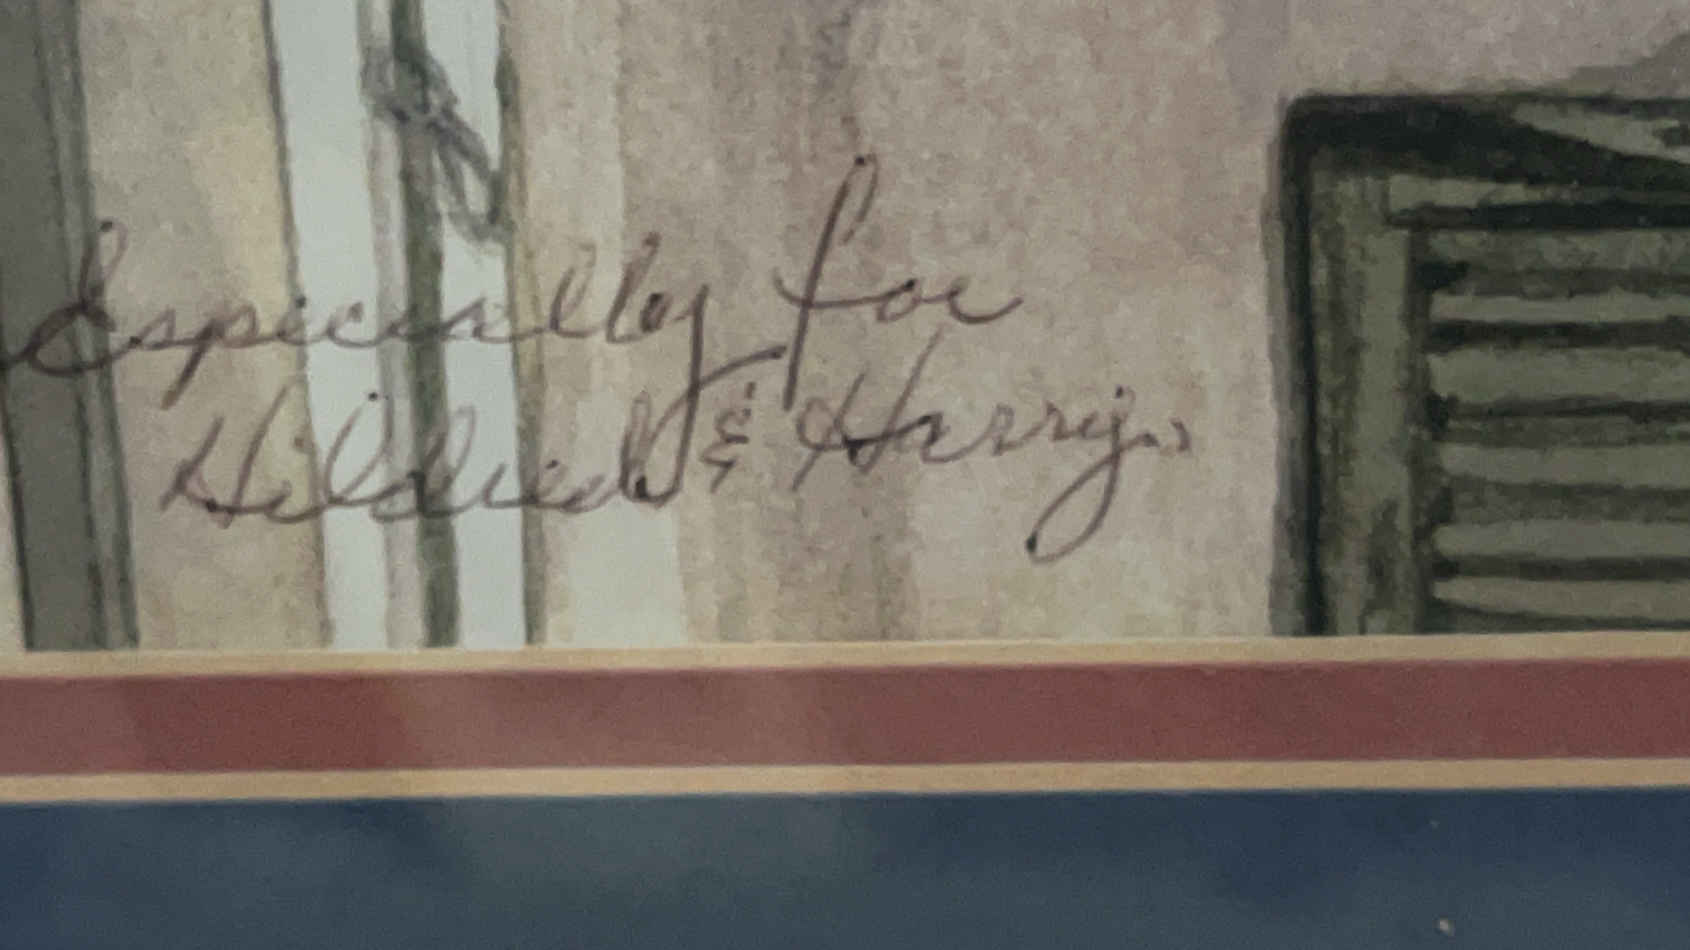 Especially for
Hildred & Harry.